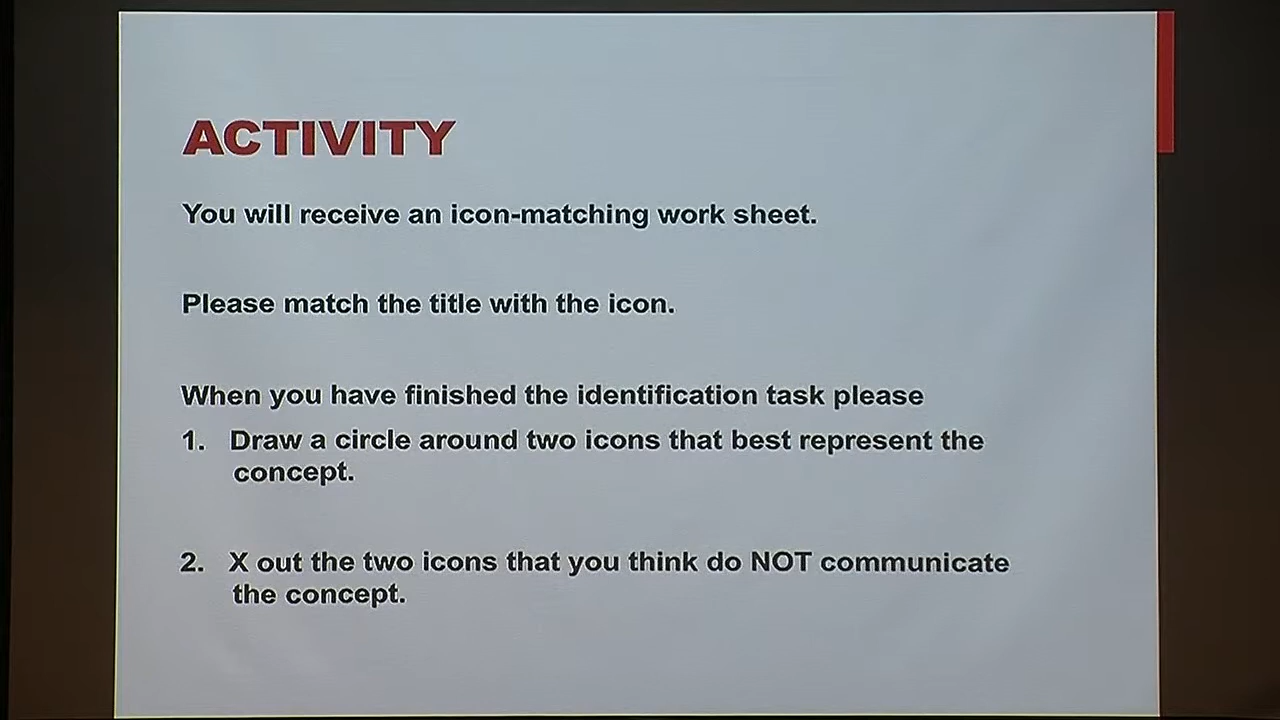 ACTIVITY
You will receive an icon-matching work sheet.
Please match the title with the icon.
When you have finished the identification task please
1. Draw a circle around two icons that best represent the
concept.
2. X out the two icons that you think do NOT communicate
the concept.